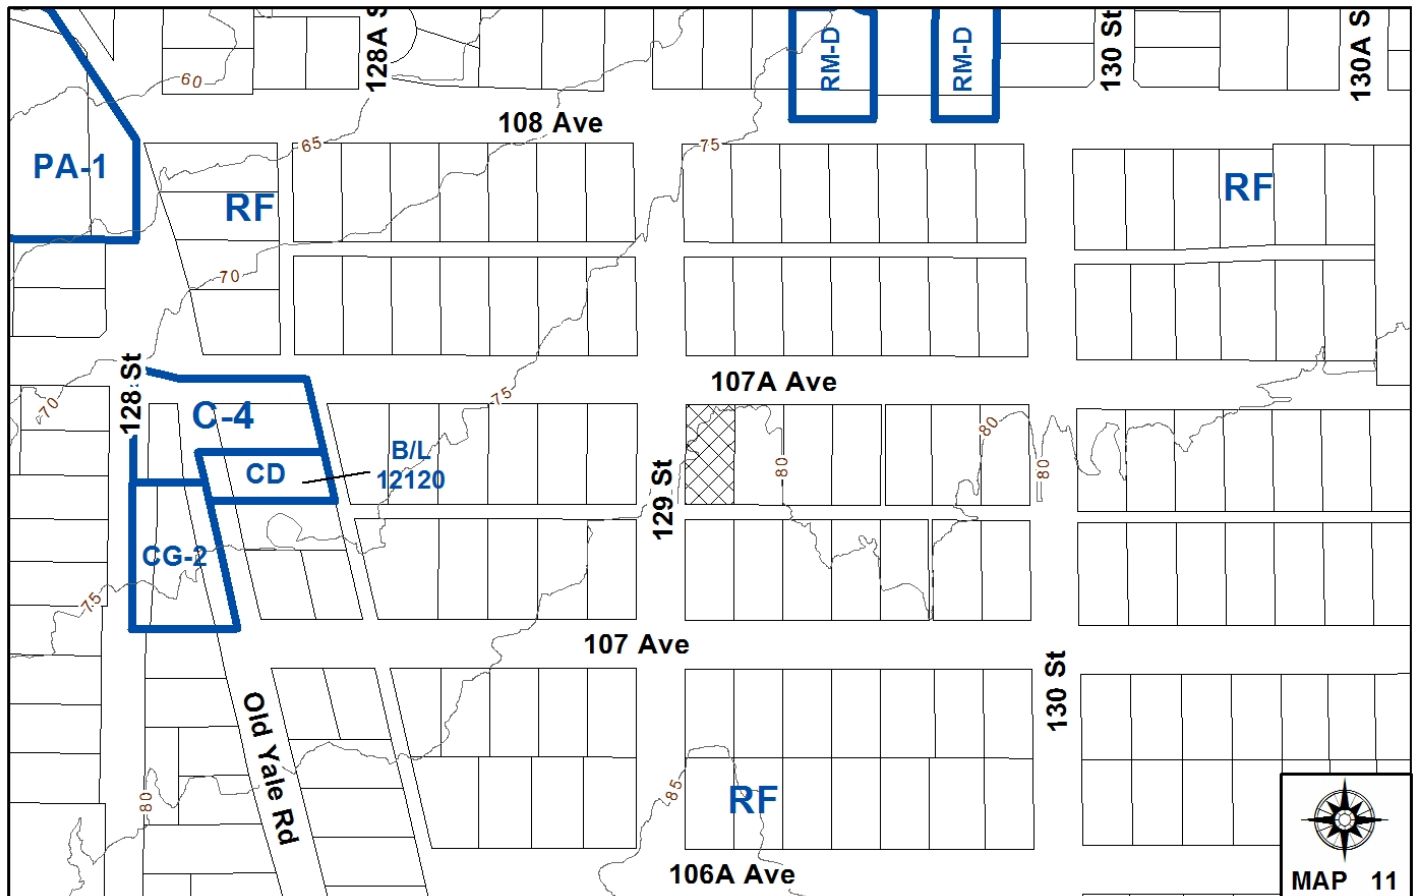 128A S
RM-D
RM-D
130 St
130A S
60
108 Ave
65
75
PA-1
RF
RF
70
128 St
107A Ave
75
70
C-4
80
B/L
12120
CD
80
80
129 St
CG-2
75
107 Ave
130 St
Old Yale Rd
80
85
RF
106A Ave
MAP 11